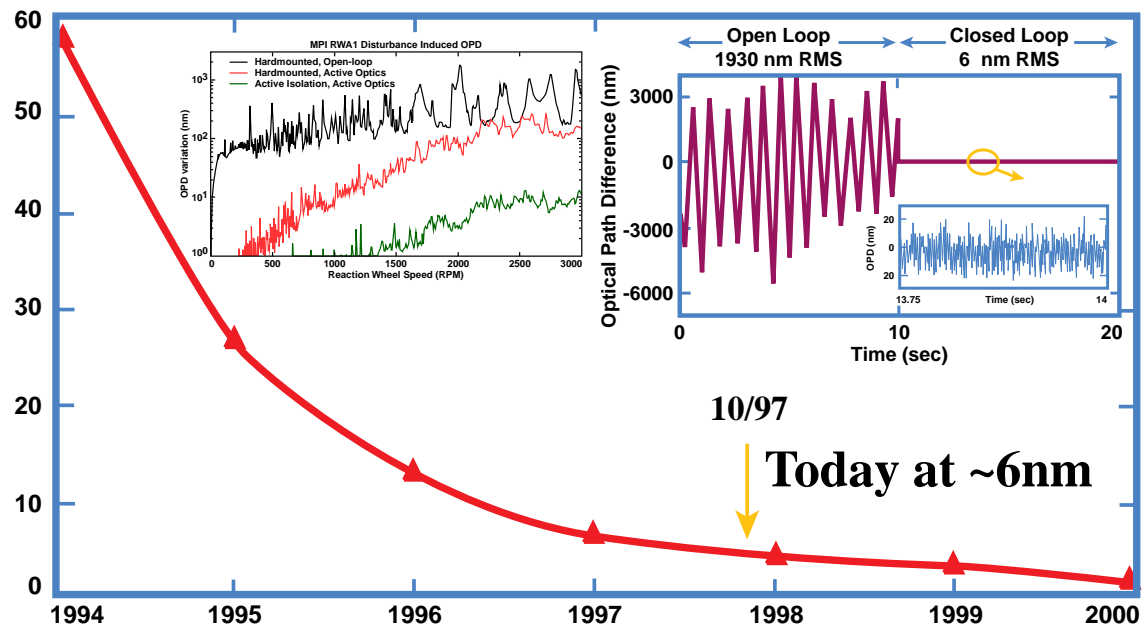 60
50
40
30
20
10
0
1994
1995
1996
1997
1998
1999
2000
MPI RWA1 Disturbance Induced OPD
Hardmounted, Open-loop
Hardmounted, Active Optics
Active Isolation, Active Optics
OPD variation (nm)
10³
10²
10¹
10⁰
0
500
1000
1500
2000
2500
3000
Reaction Wheel Speed (RPM)
Open Loop
1930 nm RMS
Closed Loop
6 nm RMS
Optical Path Difference (nm)
3000
0
-3000
-6000
0
10
20
Time (sec)
OPD (nm)
20
0
20
13.75
Time (sec)
14
10/97
Today at ~6nm